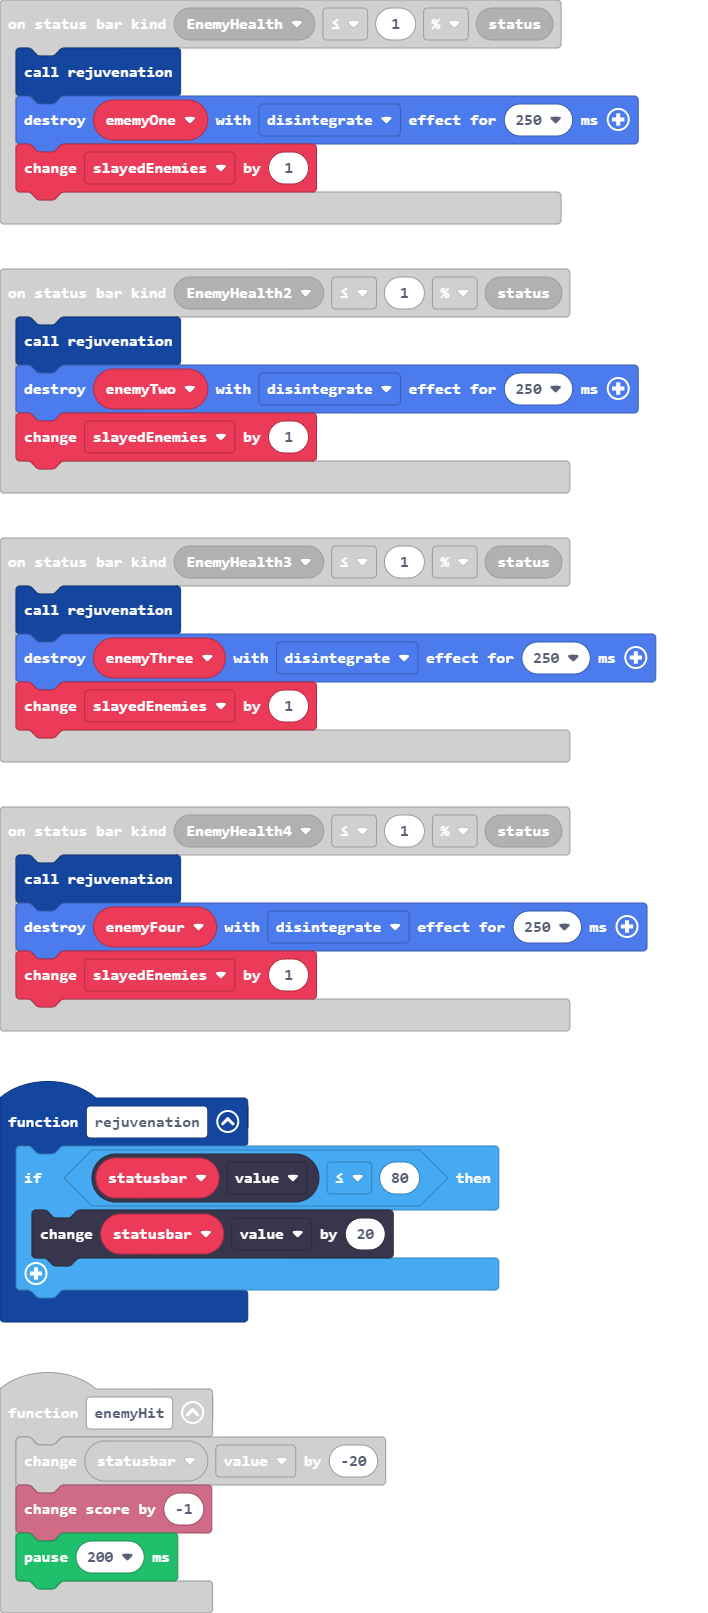 on status bar kind EnemyHealth ≤ 1 % status
call rejuvenation
destroy ememyOne with disintegrate effect for 250 ms
change slayedEnemies by 1
on status bar kind EnemyHealth2 ≤ 1 % status
call rejuvenation
destroy enemyTwo with disintegrate effect for 250 ms
change slayedEnemies by 1
on status bar kind EnemyHealth3 ≤ 1 % status
call rejuvenation
destroy enemyThree with disintegrate effect for 250 ms
change slayedEnemies by 1
on status bar kind EnemyHealth4 ≤ 1 % status
call rejuvenation
destroy enemyFour with disintegrate effect for 250 ms
change slayedEnemies by 1
function rejuvenation
if statusbar value ≤ 80 then
change statusbar value by 20
function enemyHit
change statusbar value by -20
change score by -1
pause 200 ms